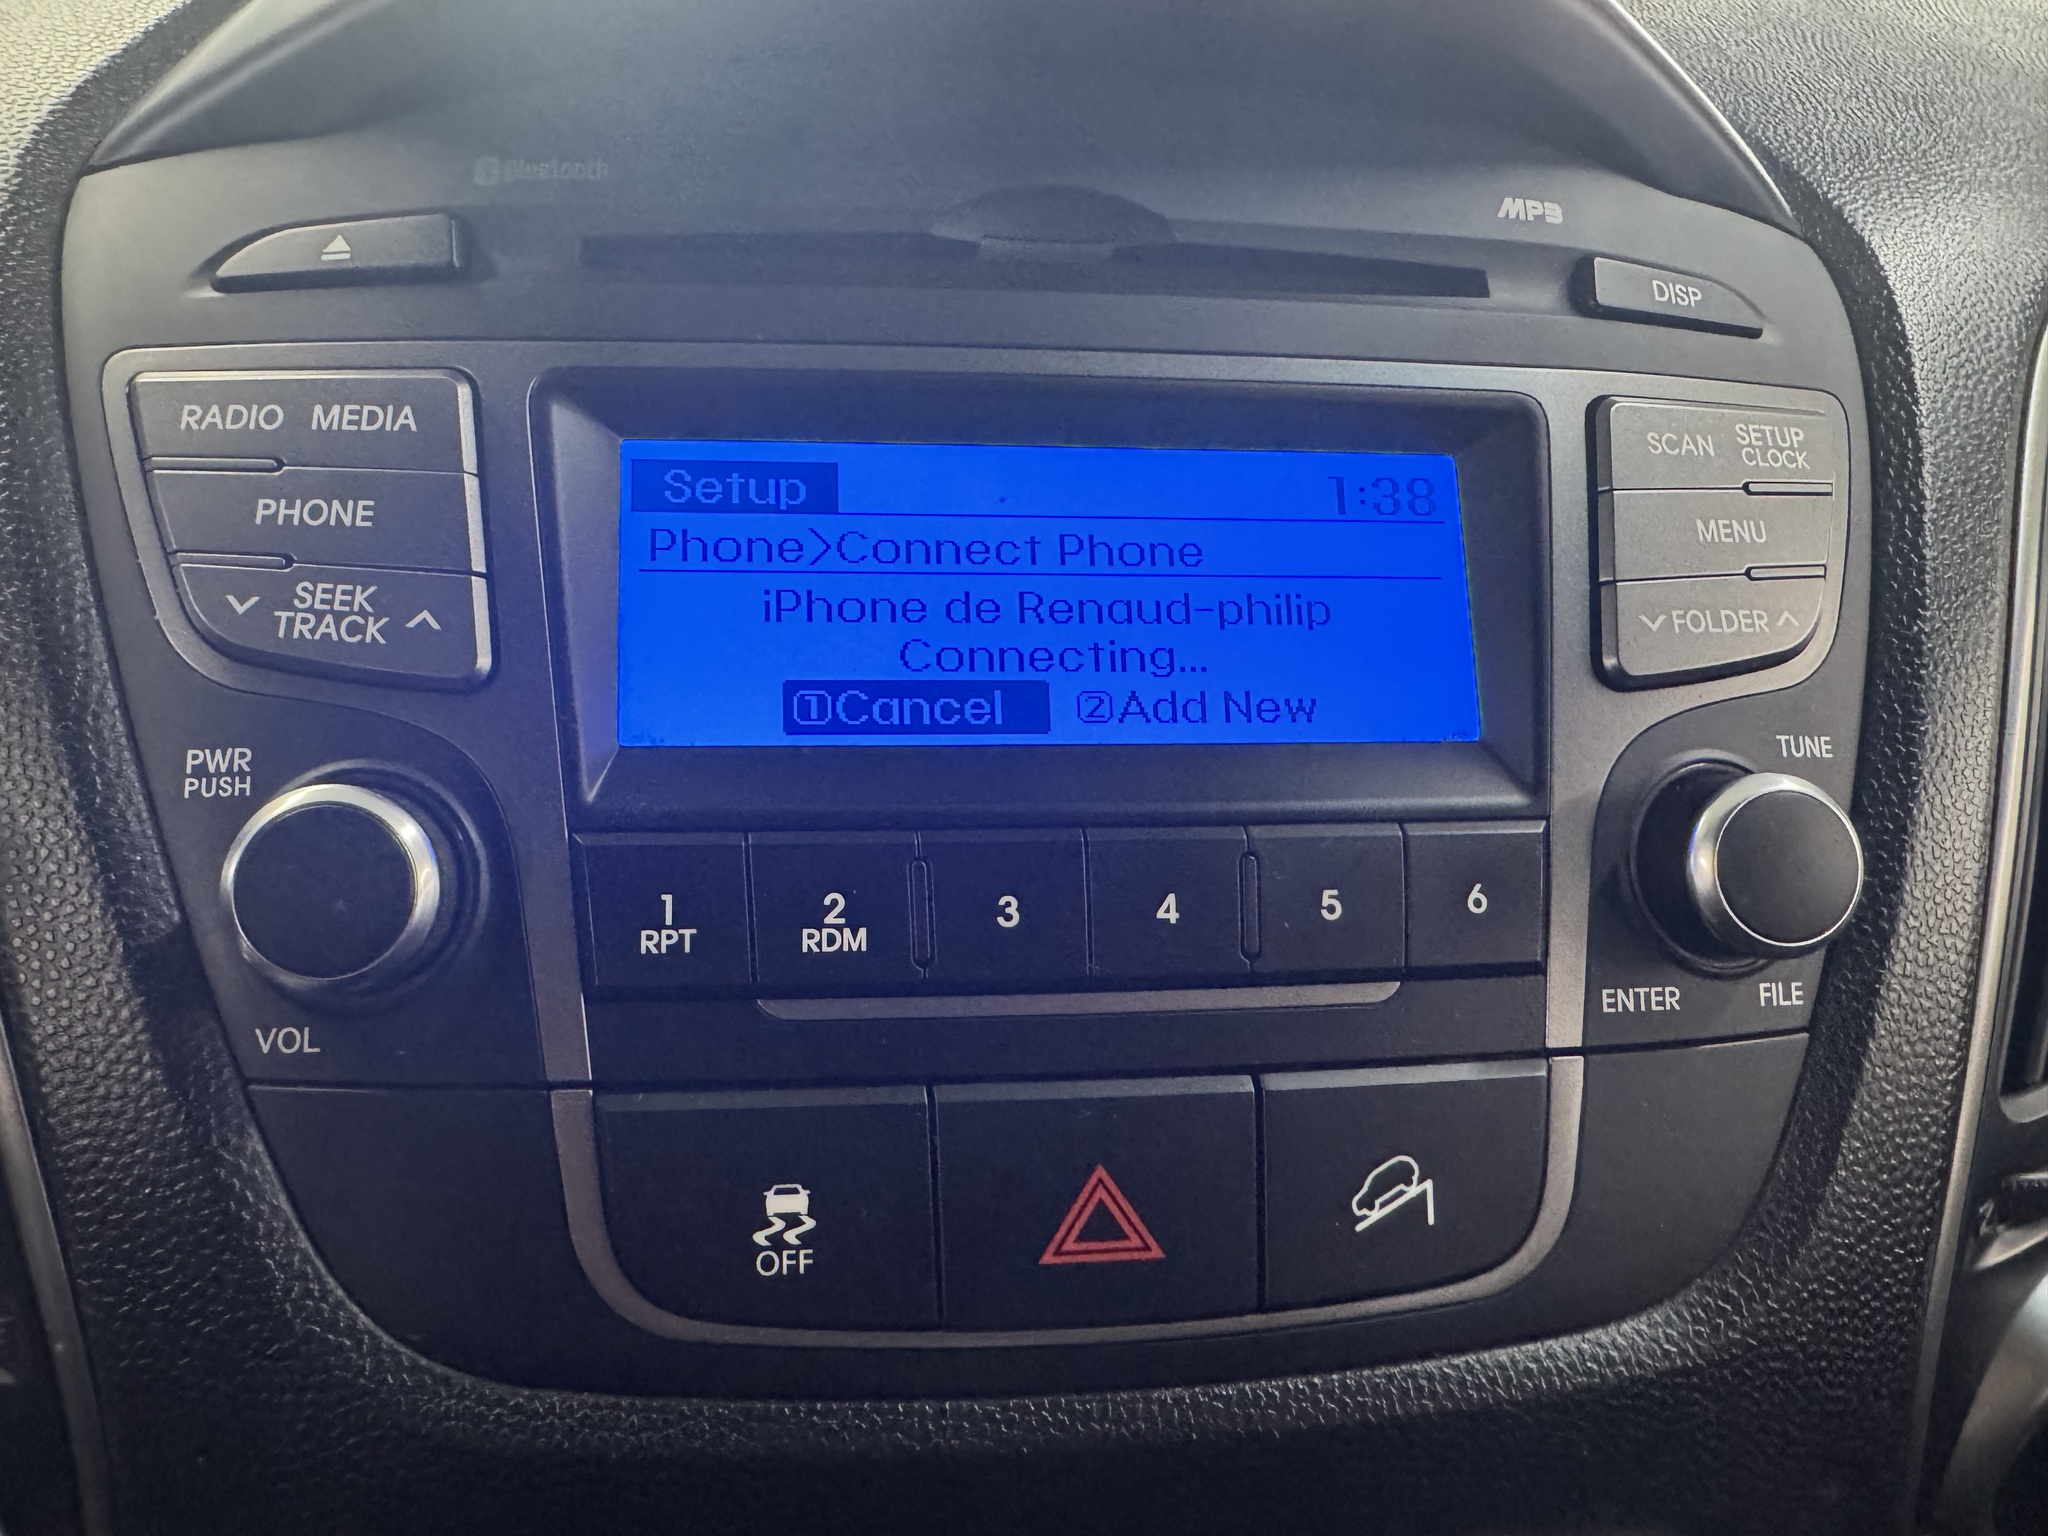 Bluetooth
MP3
DISP
RADIO MEDIA
PHONE
SEEK
TRACK
SCAN SETUP
CLOCK
MENU
FOLDER
Setup 1:38
Phone>Connect Phone
iPhone de Renaud-philip
Connecting...
①Cancel ②Add New
PWR
PUSH
VOL
TUNE
ENTER FILE
1 2 3 4 5 6
RPT RDM
OFF